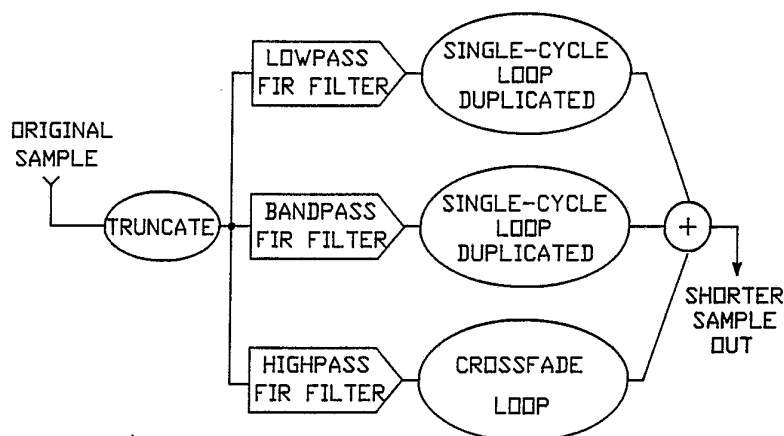 LOWPASS
FIR FILTER
SINGLE-CYCLE
LOOP
DUPLICATED
ORIGINAL
SAMPLE
TRUNCATE
BANDPASS
FIR FILTER
SINGLE-CYCLE
LOOP
DUPLICATED
+
SHORTER
SAMPLE
OUT
HIGHPASS
FIR FILTER
CROSSFADE
LOOP